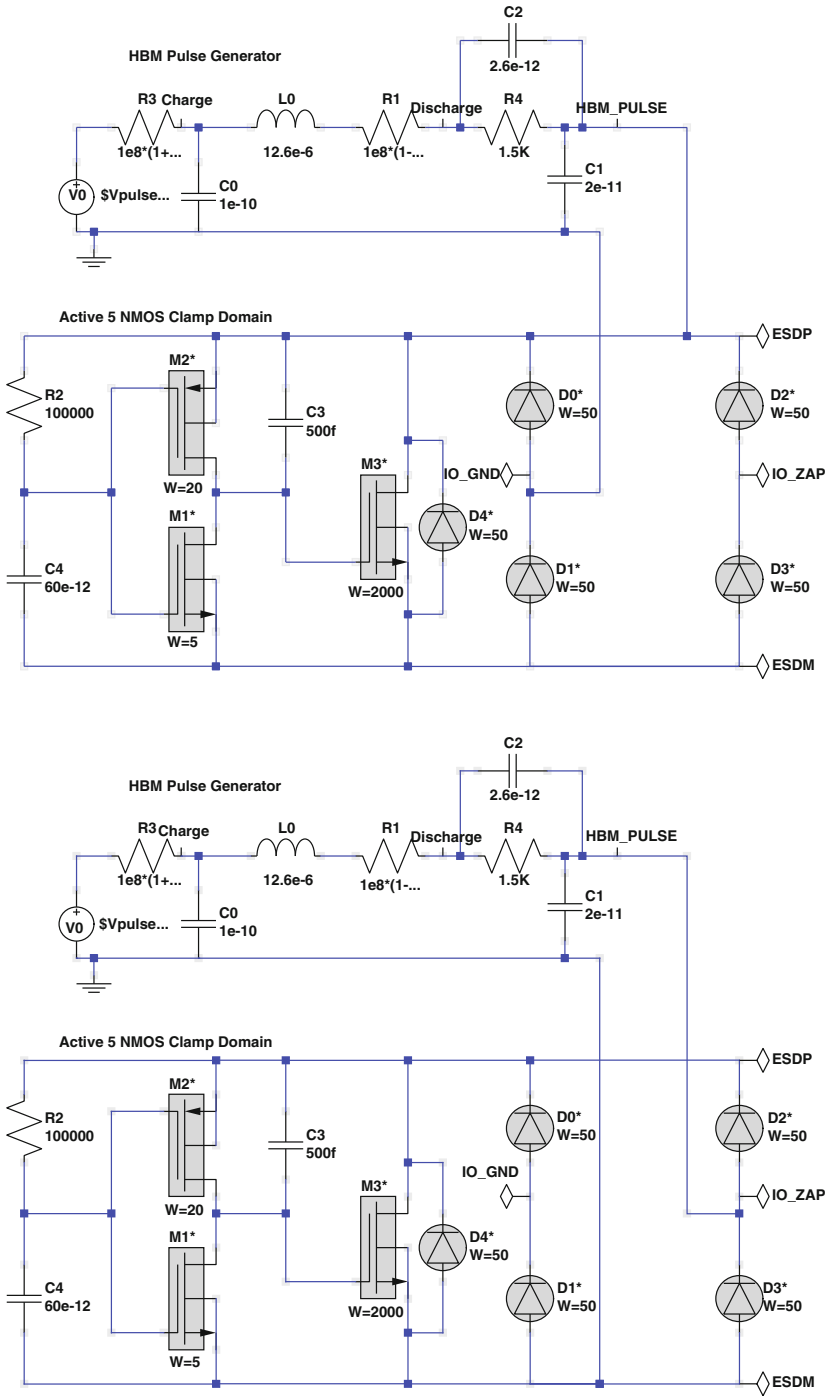 C2
2.6e-12
HBM Pulse Generator
R3 Charge
L0
R1
Discharge
R4
HBM_PULSE
1e8*(1+...
12.6e-6
1e8*(1-...
1.5K
C1
2e-11
+
V0
$Vpulse...
C0
1e-10
Active 5 NMOS Clamp Domain
ESDP
M2*
R2
100000
C3
500f
D0*
W=50
D2*
W=50
W=20
M3*
IO_GND
IO_ZAP
M1*
D4*
W=50
C4
60e-12
W=2000
D1*
W=50
D3*
W=50
W=5
ESDM
C2
2.6e-12
HBM Pulse Generator
R3 Charge
L0
R1
Discharge
R4
HBM_PULSE
1e8*(1+...
12.6e-6
1e8*(1-...
1.5K
C1
2e-11
+
V0
$Vpulse...
C0
1e-10
Active 5 NMOS Clamp Domain
ESDP
M2*
R2
100000
C3
500f
D0*
W=50
D2*
W=50
W=20
M3*
IO_GND
IO_ZAP
M1*
D4*
W=50
C4
60e-12
W=2000
D1*
W=50
D3*
W=50
W=5
ESDM